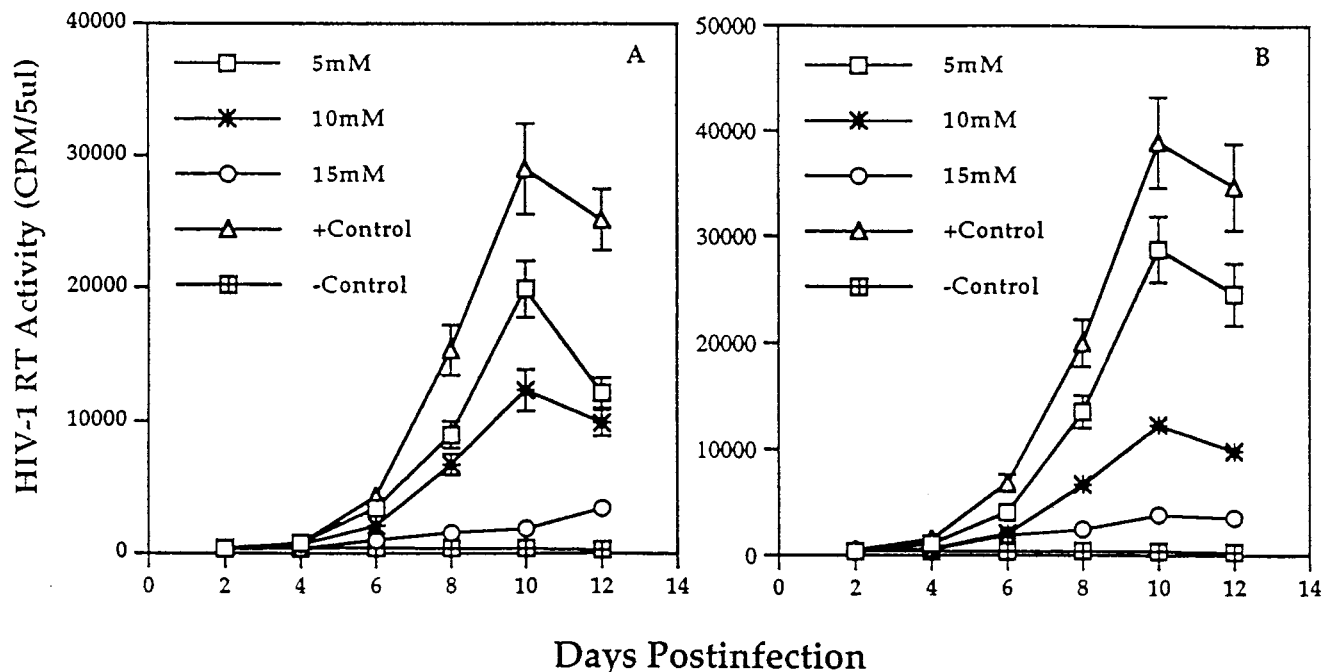 HIV-1 RT Activity (CPM/5ul)
40000
30000
20000
10000
0
0 2 4 6 8 10 12 14
5mM
10mM
15mM
+Control
-Control
A
50000
40000
30000
20000
10000
0
0 2 4 6 8 10 12 14
5mM
10mM
15mM
+Control
-Control
B
Days Postinfection